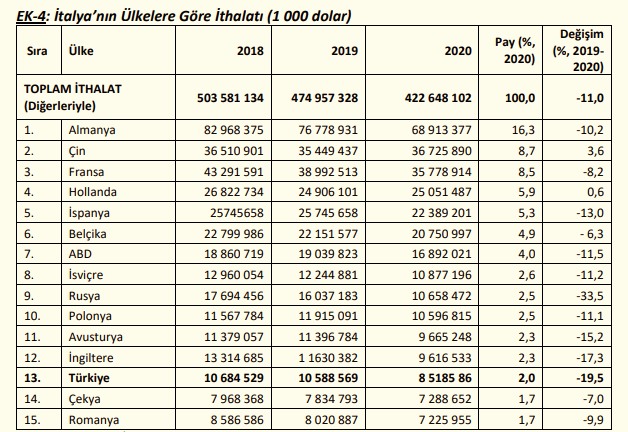 EK-4: İtalya’nın Ülkelere Göre İthalatı (1 000 dolar)
Sıra Ülke 2018 2019 2020 Pay (%, 2020) Değişim (%, 2019-2020)
TOPLAM İTHALAT (Diğerleriyle) 503 581 134 474 957 328 422 648 102 100,0 -11,0
1. Almanya 82 968 375 76 778 931 68 913 377 16,3 -10,2
2. Çin 36 510 901 35 449 437 36 725 890 8,7 3,6
3. Fransa 43 291 591 38 992 513 35 778 914 8,5 -8,2
4. Hollanda 26 822 734 24 906 101 25 051 487 5,9 0,6
5. İspanya 25745658 25 745 658 22 389 201 5,3 -13,0
6. Belçika 22 799 986 22 151 577 20 750 997 4,9 - 6,3
7. ABD 18 860 719 19 039 823 16 892 021 4,0 -11,5
8. İsviçre 12 960 054 12 244 881 10 877 196 2,6 -11,2
9. Rusya 17 694 456 16 037 183 10 658 472 2,5 -33,5
10. Polonya 11 567 784 11 915 091 10 596 815 2,5 -11,1
11. Avusturya 11 379 057 11 396 784 9 665 248 2,3 -15,2
12. İngiltere 13 314 685 1 1630 382 9 616 533 2,3 -17,3
13. Türkiye 10 684 529 10 588 569 8 5185 86 2,0 -19,5
14. Çekya 7 968 368 7 834 793 7 288 652 1,7 -7,0
15. Romanya 8 586 586 8 020 887 7 225 955 1,7 -9,9